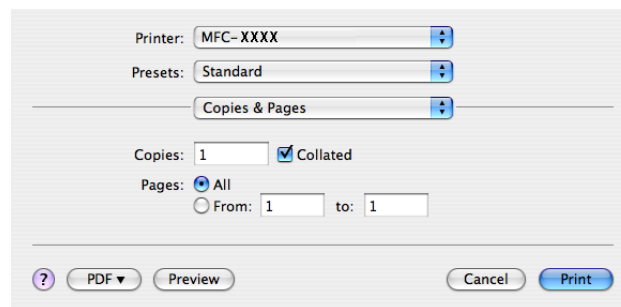 Printer: MFC-XXXX
Presets: Standard
Copies & Pages
Copies: 1 Collated
Pages: All
From: 1 to: 1
? PDF ▼ Preview Cancel Print